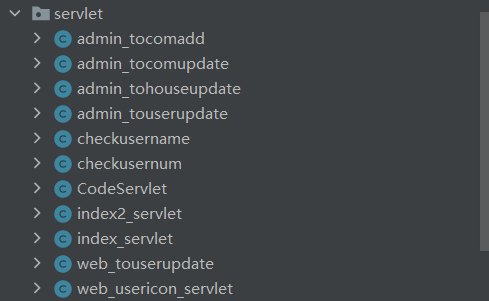 servlet
admin_tocomadd
admin_tocomupdate
admin_tohouseupdate
admin_touserupdate
checkusername
checkusernum
CodeServlet
index2_servlet
index_servlet
web_touserupdate
web_usericon_servlet